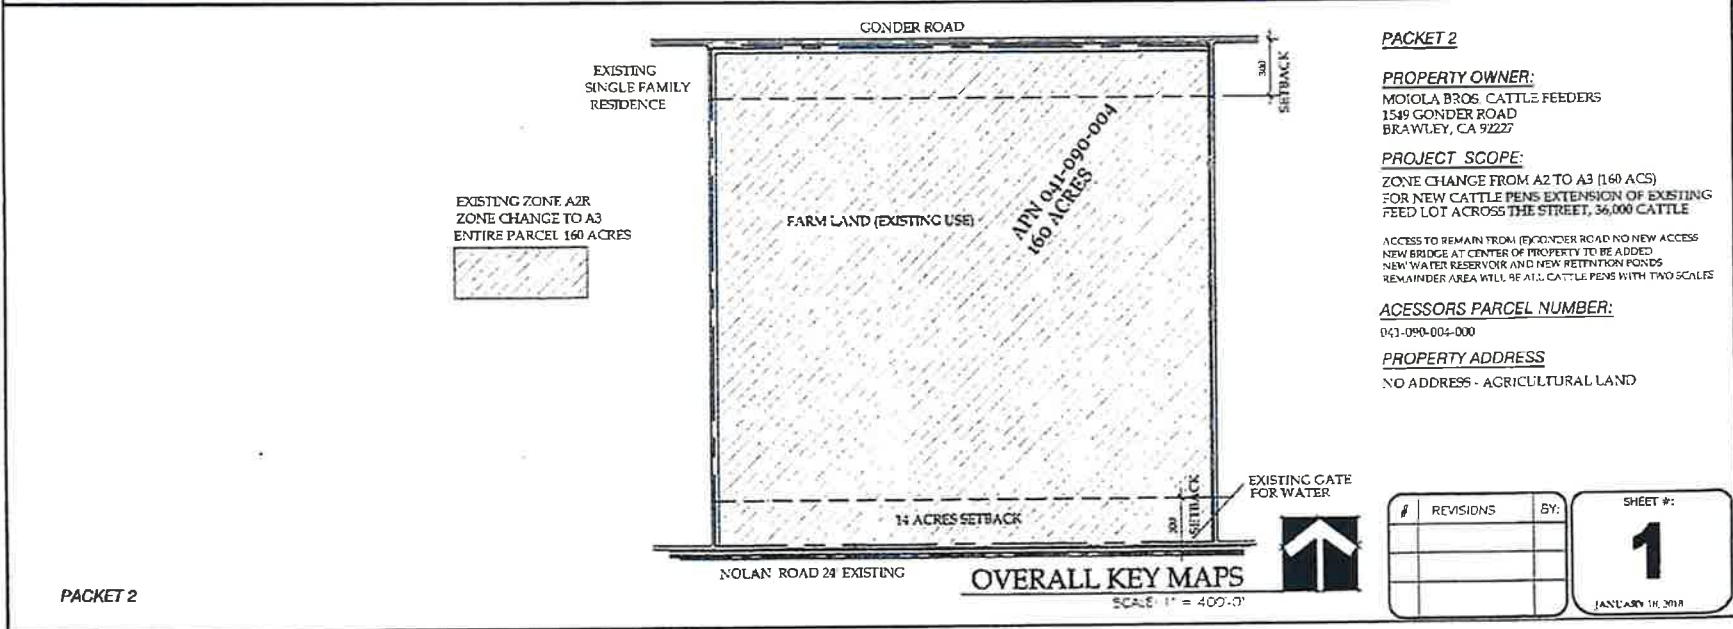 GONDER ROAD
EXISTING
SINGLE FAMILY
RESIDENCE
300
SETBACK
EXISTING ZONE A2R
ZONE CHANGE TO A3
ENTIRE PARCEL 160 ACRES
FARM LAND (EXISTING USE)
APN 041-090-004
160 ACRES
EXISTING GATE
FOR WATER
SETBACK
300
14 ACRES SETBACK
NOLAN ROAD 24' EXISTING
OVERALL KEY MAPS
SCALE: 1" = 400'-0"
PACKET 2
PACKET 2
PROPERTY OWNER:
MOIOLA BROS. CATTLE FEEDERS
1549 GONDER ROAD
BRAWLEY, CA 92227
PROJECT SCOPE:
ZONE CHANGE FROM A2 TO A3 (160 ACS)
FOR NEW CATTLE PENS EXTENSION OF EXISTING
FEED LOT ACROSS THE STREET, 36,000 CATTLE
ACCESS TO REMAIN FROM (E)GONDER ROAD NO NEW ACCESS
NEW BRIDGE AT CENTER OF PROPERTY TO BE ADDED
NEW WATER RESERVOIR AND NEW RETENTION PONDS
REMAINDER AREA WILL BE ALL CATTLE PENS WITH TWO SCALES
ACESSORS PARCEL NUMBER:
041-090-004-000
PROPERTY ADDRESS
NO ADDRESS - AGRICULTURAL LAND
# REVISIONS BY:
SHEET #:
1
JANUARY 18, 2018